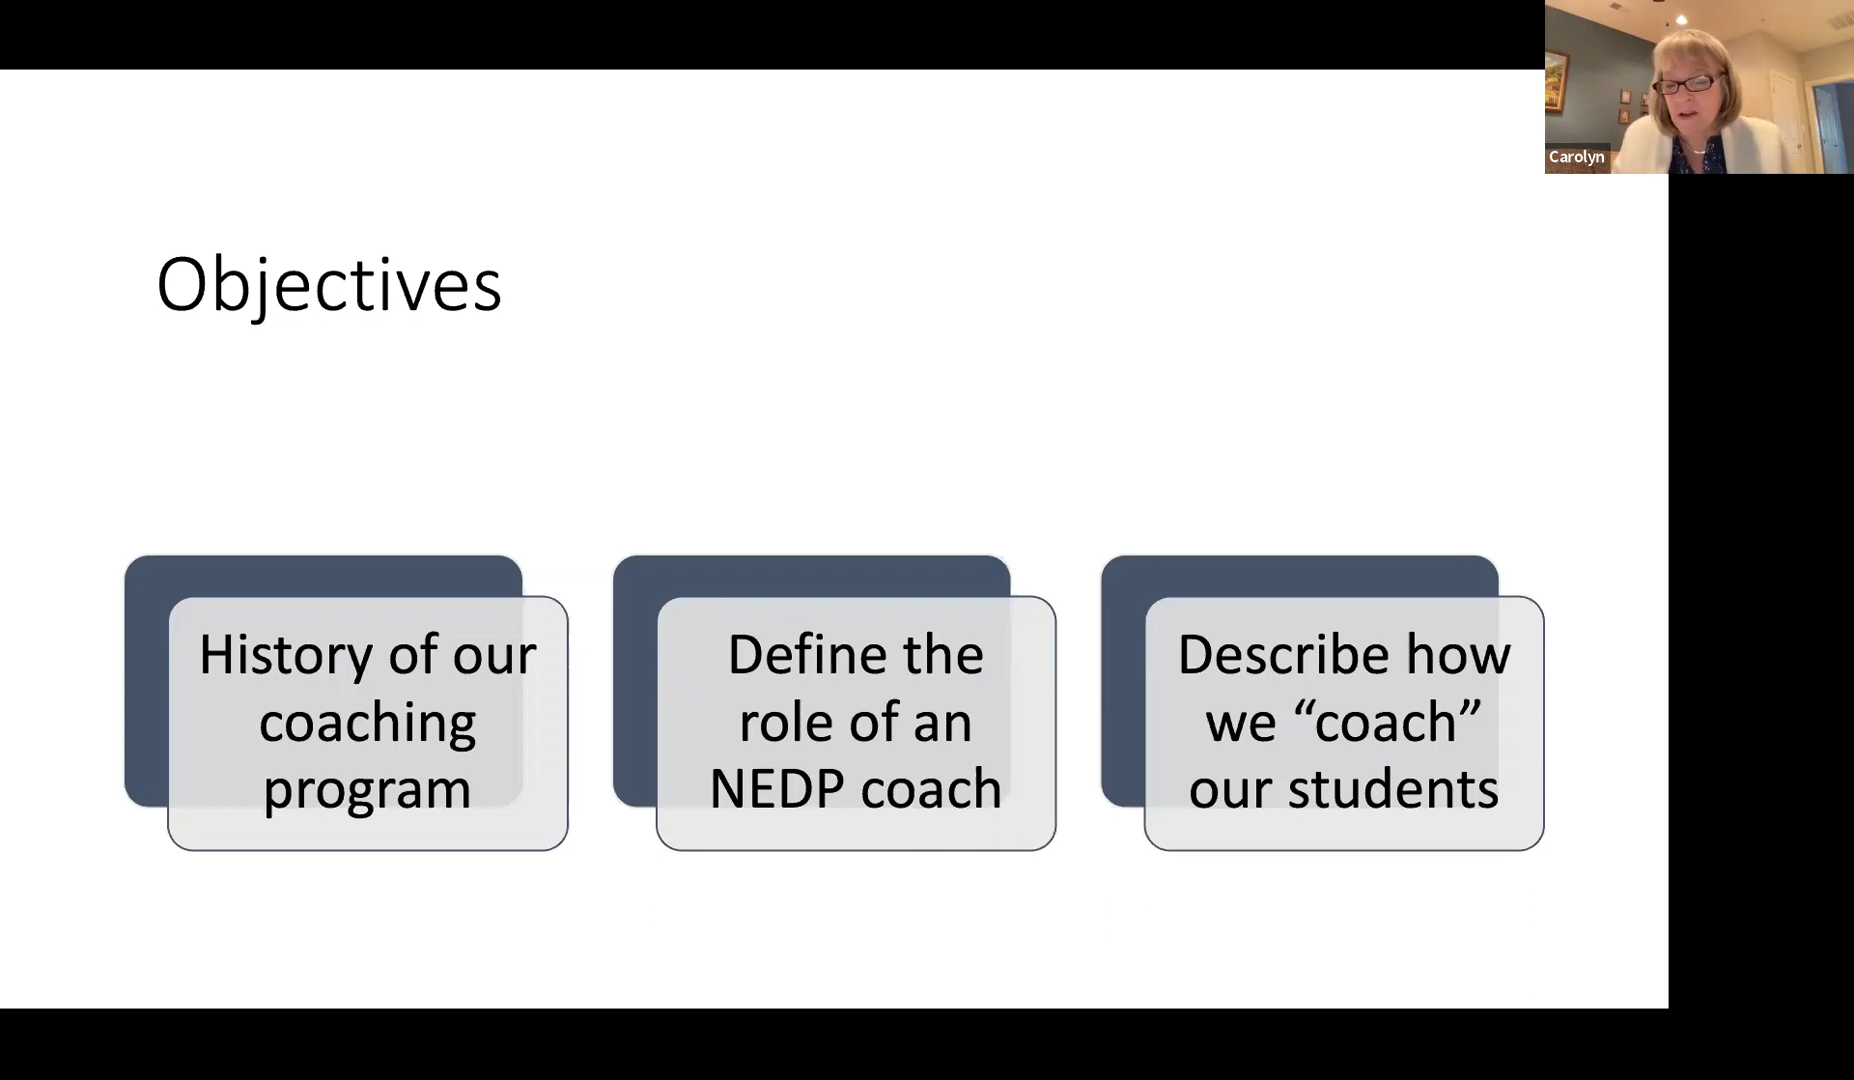 Carolyn
Objectives
History of our
coaching
program
Define the
role of an
NEDP coach
Describe how
we “coach”
our students